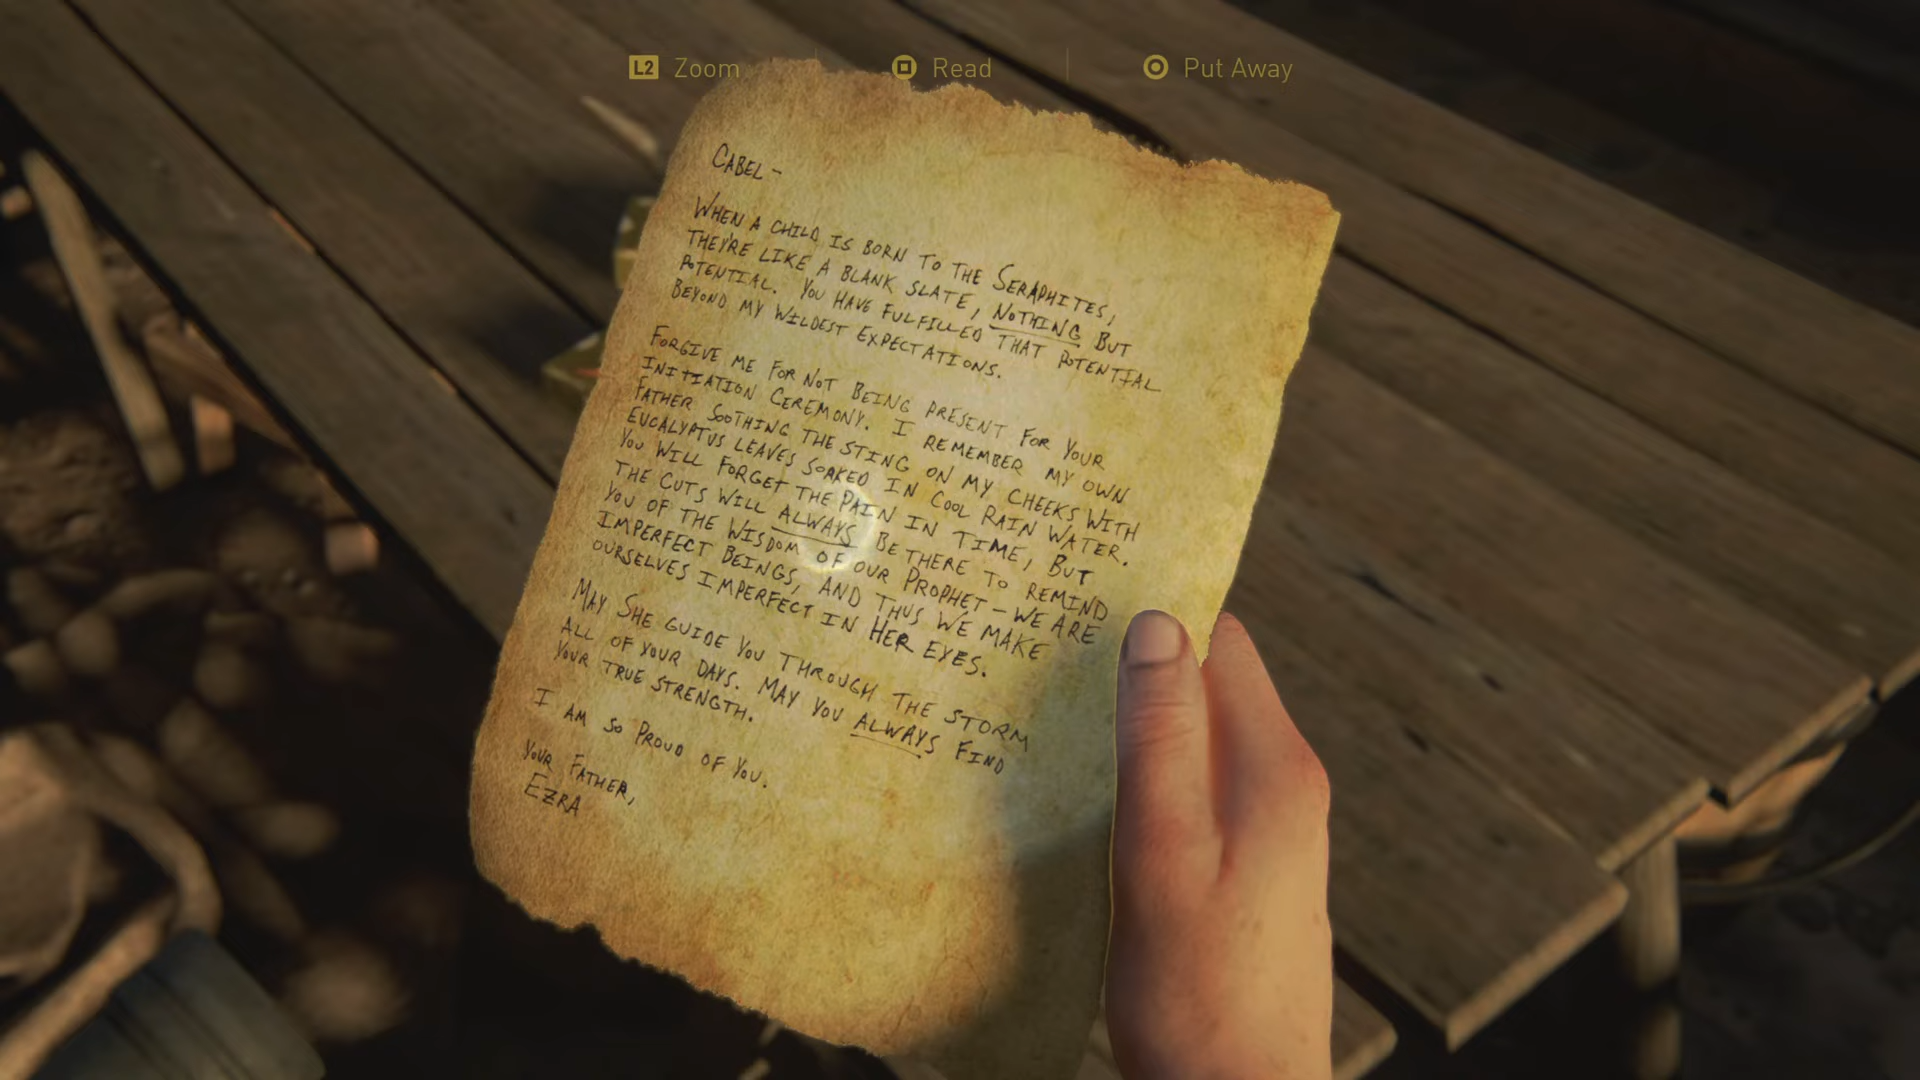 L2 Zoom Read Put Away
CABEL -
WHEN A CHILD IS BORN TO THE SERAPHITES,
THEY'RE LIKE A BLANK SLATE, NOTHING BUT
POTENTIAL. YOU HAVE FULFILLED THAT POTENTIAL
BEYOND MY WILDEST EXPECTATIONS.
FORGIVE ME FOR NOT BEING PRESENT FOR YOUR
INITIATION CEREMONY. I REMEMBER MY OWN
FATHER SOOTHING THE STING ON MY CHEEKS WITH
EUCALYPTUS LEAVES SOAKED IN COOL RAIN WATER.
YOU WILL FORGET THE PAIN IN TIME, BUT
THE CUTS WILL ALWAYS BE THERE TO REMIND
YOU OF THE WISDOM OF OUR PROPHET - WE ARE
IMPERFECT BEINGS, AND THUS WE MAKE
OURSELVES IMPERFECT IN HER EYES.
MAY SHE GUIDE YOU THROUGH THE STORM
ALL OF YOUR DAYS. MAY YOU ALWAYS FIND
YOUR TRUE STRENGTH.
I AM SO PROUD OF YOU.
YOUR FATHER,
EZRA